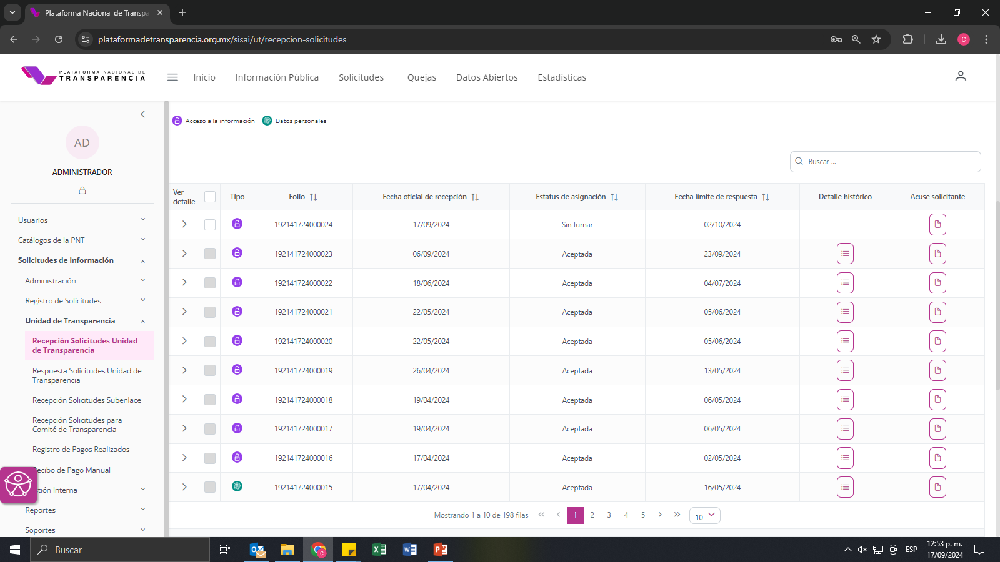 Plataforma Nacional de Transpa
plataformadetransparencia.org.mx/sisai/ut/recepcion-solicitudes
C
PLATAFORMA NACIONAL DE
TRANSPARENCIA
Inicio
Información Pública
Solicitudes
Quejas
Datos Abiertos
Estadísticas
AD
ADMINISTRADOR
Usuarios
Catálogos de la PNT
Solicitudes de Información
Administración
Registro de Solicitudes
Unidad de Transparencia
Recepción Solicitudes Unidad
de Transparencia
Respuesta Solicitudes Unidad de
Transparencia
Recepción Solicitudes Subenlace
Recepción Solicitudes para
Comité de Transparencia
Registro de Pagos Realizados
ecibo de Pago Manual
stión Interna
Reportes
Soportes
Acceso a la información
Datos personales
Buscar ...
Ver
detalle
Tipo
Folio
Fecha oficial de recepción
Estatus de asignación
Fecha límite de respuesta
Detalle histórico
Acuse solicitante
192141724000024 17/09/2024 Sin turnar 02/10/2024 -
192141724000023 06/09/2024 Aceptada 23/09/2024
192141724000022 18/06/2024 Aceptada 04/07/2024
192141724000021 22/05/2024 Aceptada 05/06/2024
192141724000020 22/05/2024 Aceptada 05/06/2024
192141724000019 26/04/2024 Aceptada 13/05/2024
192141724000018 19/04/2024 Aceptada 06/05/2024
192141724000017 19/04/2024 Aceptada 06/05/2024
192141724000016 17/04/2024 Aceptada 02/05/2024
192141724000015 17/04/2024 Aceptada 16/05/2024
Mostrando 1 a 10 de 198 filas « ‹ 1 2 3 4 5 › » 10
Buscar
ESP
12:53 p. m.
17/09/2024